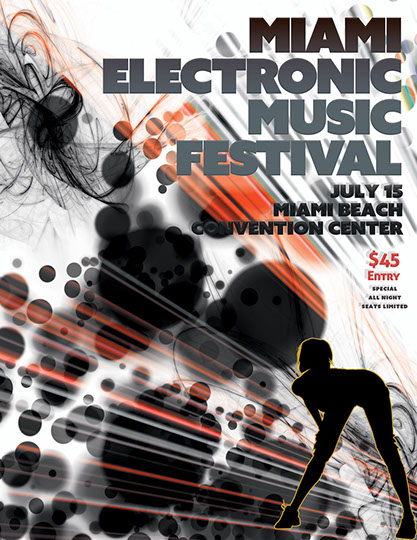 MIAMI
ELECTRONIC
MUSIC
FESTIVAL
JULY 15
MIAMI BEACH
CONVENTION CENTER
$45
ENTRY
SPECIAL
ALL NIGHT
SEATS LIMITED